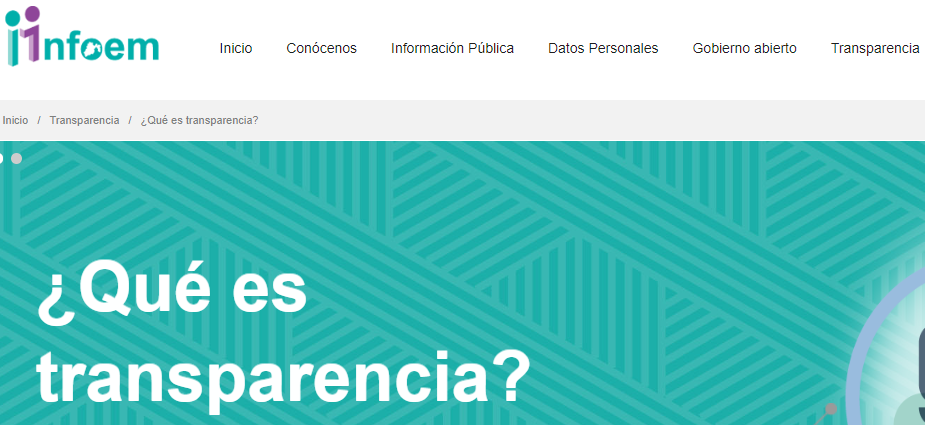 infoem
Inicio Conócenos Información Pública Datos Personales Gobierno abierto Transparencia
Inicio / Transparencia / ¿Qué es transparencia?
¿Qué es
transparencia?